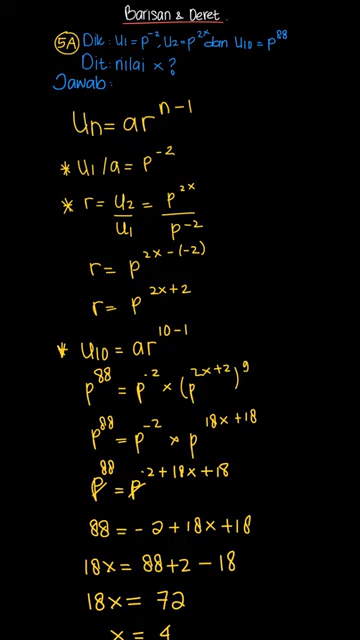 Barisan & Deret.
5A Dik: U1 = p^-2, U2 = p^2x dan U10 = p^88
Dit: nilai x ?
Jawab:
Un = ar^n-1
* U1/a = p^-2
* r = U2/U1 = p^2x/p^-2
r = p^2x-(-2)
r = p^2x+2
* U10 = ar^10-1
p^88 = p^-2 × (p^2x+2)^9
p^88 = p^-2 × p^18x+18
p^88 = p^-2+18x+18
88 = -2+18x+18
18x = 88+2-18
18x = 72
x = 4